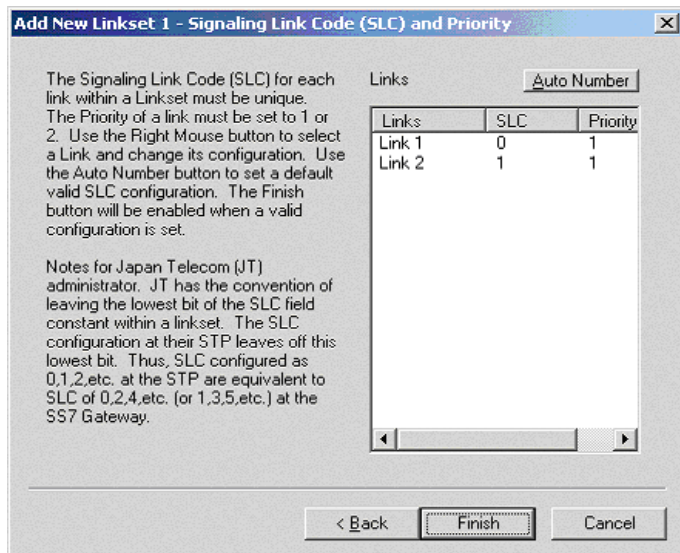 Add New Linkset 1 - Signaling Link Code (SLC) and Priority
The Signaling Link Code (SLC) for each
link within a Linkset must be unique.
The Priority of a link must be set to 1 or
2. Use the Right Mouse button to select
a Link and change its configuration. Use
the Auto Number button to set a default
valid SLC configuration. The Finish
button will be enabled when a valid
configuration is set.
Notes for Japan Telecom (JT)
administrator. JT has the convention of
leaving the lowest bit of the SLC field
constant within a linkset. The SLC
configuration at their STP leaves off this
lowest bit. Thus, SLC configured as
0,1,2,etc. at the STP are equivalent to
SLC of 0,2,4,etc. (or 1,3,5,etc.) at the
SS7 Gateway.
Links
Auto Number
Links SLC Priority
Link 1 0 1
Link 2 1 1
< Back
Finish
Cancel